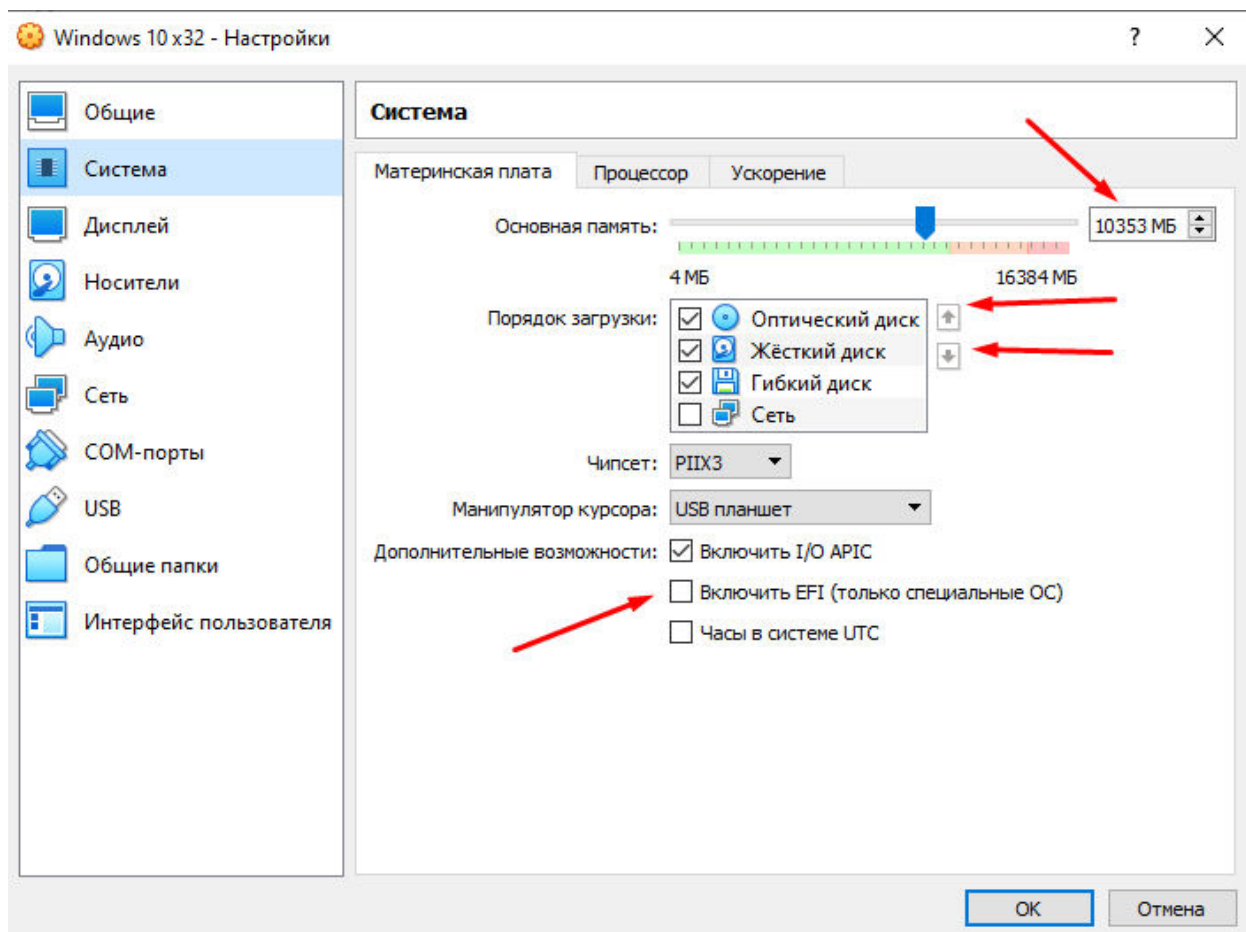 Windows 10 x32 - Настройки
?
Общие
Система
Дисплей
Носители
Аудио
Сеть
COM-порты
USB
Общие папки
Интерфейс пользователя
Система
Материнская плата Процессор Ускорение
Основная память: 10353 МБ
4 МБ 16384 МБ
Порядок загрузки: Оптический диск
Жёсткий диск
Гибкий диск
Сеть
Чипсет: PIIX3
Манипулятор курсора: USB планшет
Дополнительные возможности: Включить I/O APIC
Включить EFI (только специальные ОС)
Часы в системе UTC
OK Отмена